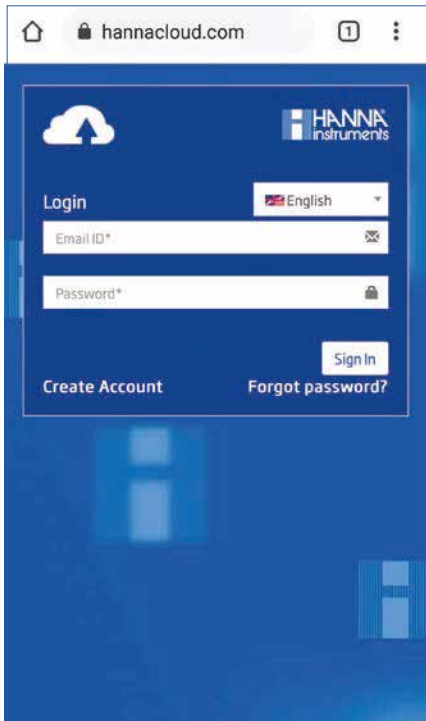 hannacloud.com 1
HANNA
instruments
Login English
Email ID*
Password*
Sign In
Create Account Forgot password?